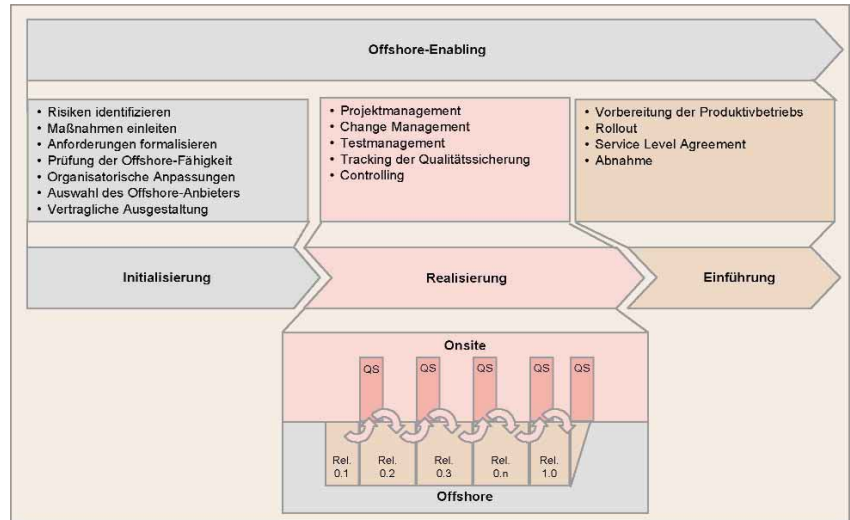 Offshore-Enabling
• Risiken identifizieren
• Maßnahmen einleiten
• Anforderungen formalisieren
• Prüfung der Offshore-Fähigkeit
• Organisatorische Anpassungen
• Auswahl des Offshore-Anbieters
• Vertragliche Ausgestaltung
• Projektmanagement
• Change Management
• Testmanagement
• Tracking der Qualitätssicherung
• Controlling
• Vorbereitung der Produktivbetriebs
• Rollout
• Service Level Agreement
• Abnahme
Initialisierung
Realisierung
Einführung
Onsite
QS QS QS QS QS
Rel. Rel. Rel. Rel. Rel.
0.1 0.2 0.3 0.n 1.0
Offshore